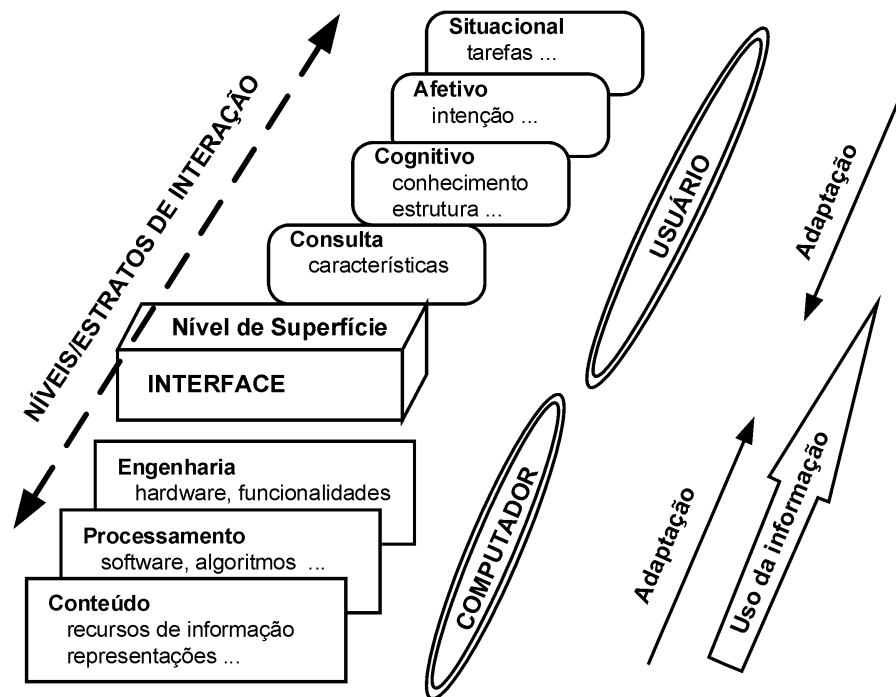 Situacional
tarefas ...
Afetivo
intenção ...
Cognitivo
conhecimento
estrutura ...
Consulta
características
Nível de Superfície
INTERFACE
Engenharia
hardware, funcionalidades
Processamento
software, algoritmos ...
Conteúdo
recursos de informação
representações ...
NÍVEIS/ESTRATOS DE INTERAÇÃO
USUÁRIO
COMPUTADOR
Adaptação
Adaptação
Uso da informação